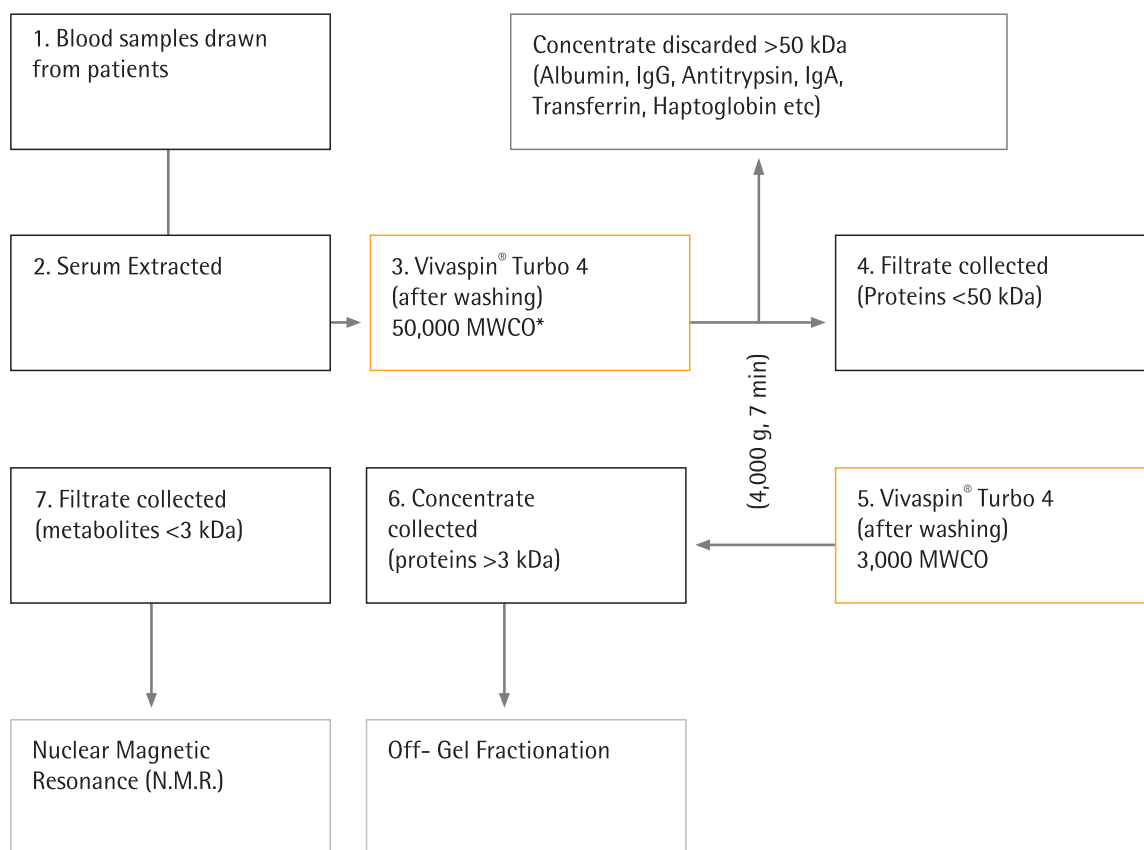 1. Blood samples drawn
from patients
Concentrate discarded >50 kDa
(Albumin, IgG, Antitrypsin, IgA,
Transferrin, Haptoglobin etc)
2. Serum Extracted
3. Vivaspin® Turbo 4
(after washing)
50,000 MWCO*
4. Filtrate collected
(Proteins <50 kDa)
(4,000 g, 7 min)
5. Vivaspin® Turbo 4
(after washing)
3,000 MWCO
6. Concentrate
collected
(proteins >3 kDa)
7. Filtrate collected
(metabolites <3 kDa)
Nuclear Magnetic
Resonance (N.M.R.)
Off- Gel Fractionation